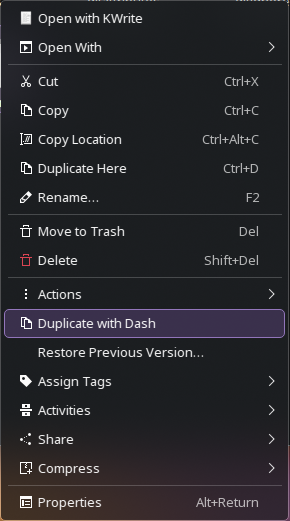 Open with KWrite
Open With
Cut Ctrl+X
Copy Ctrl+C
Copy Location Ctrl+Alt+C
Duplicate Here Ctrl+D
Rename… F2
Move to Trash Del
Delete Shift+Del
Actions
Duplicate with Dash
Restore Previous Version…
Assign Tags
Activities
Share
Compress
Properties Alt+Return